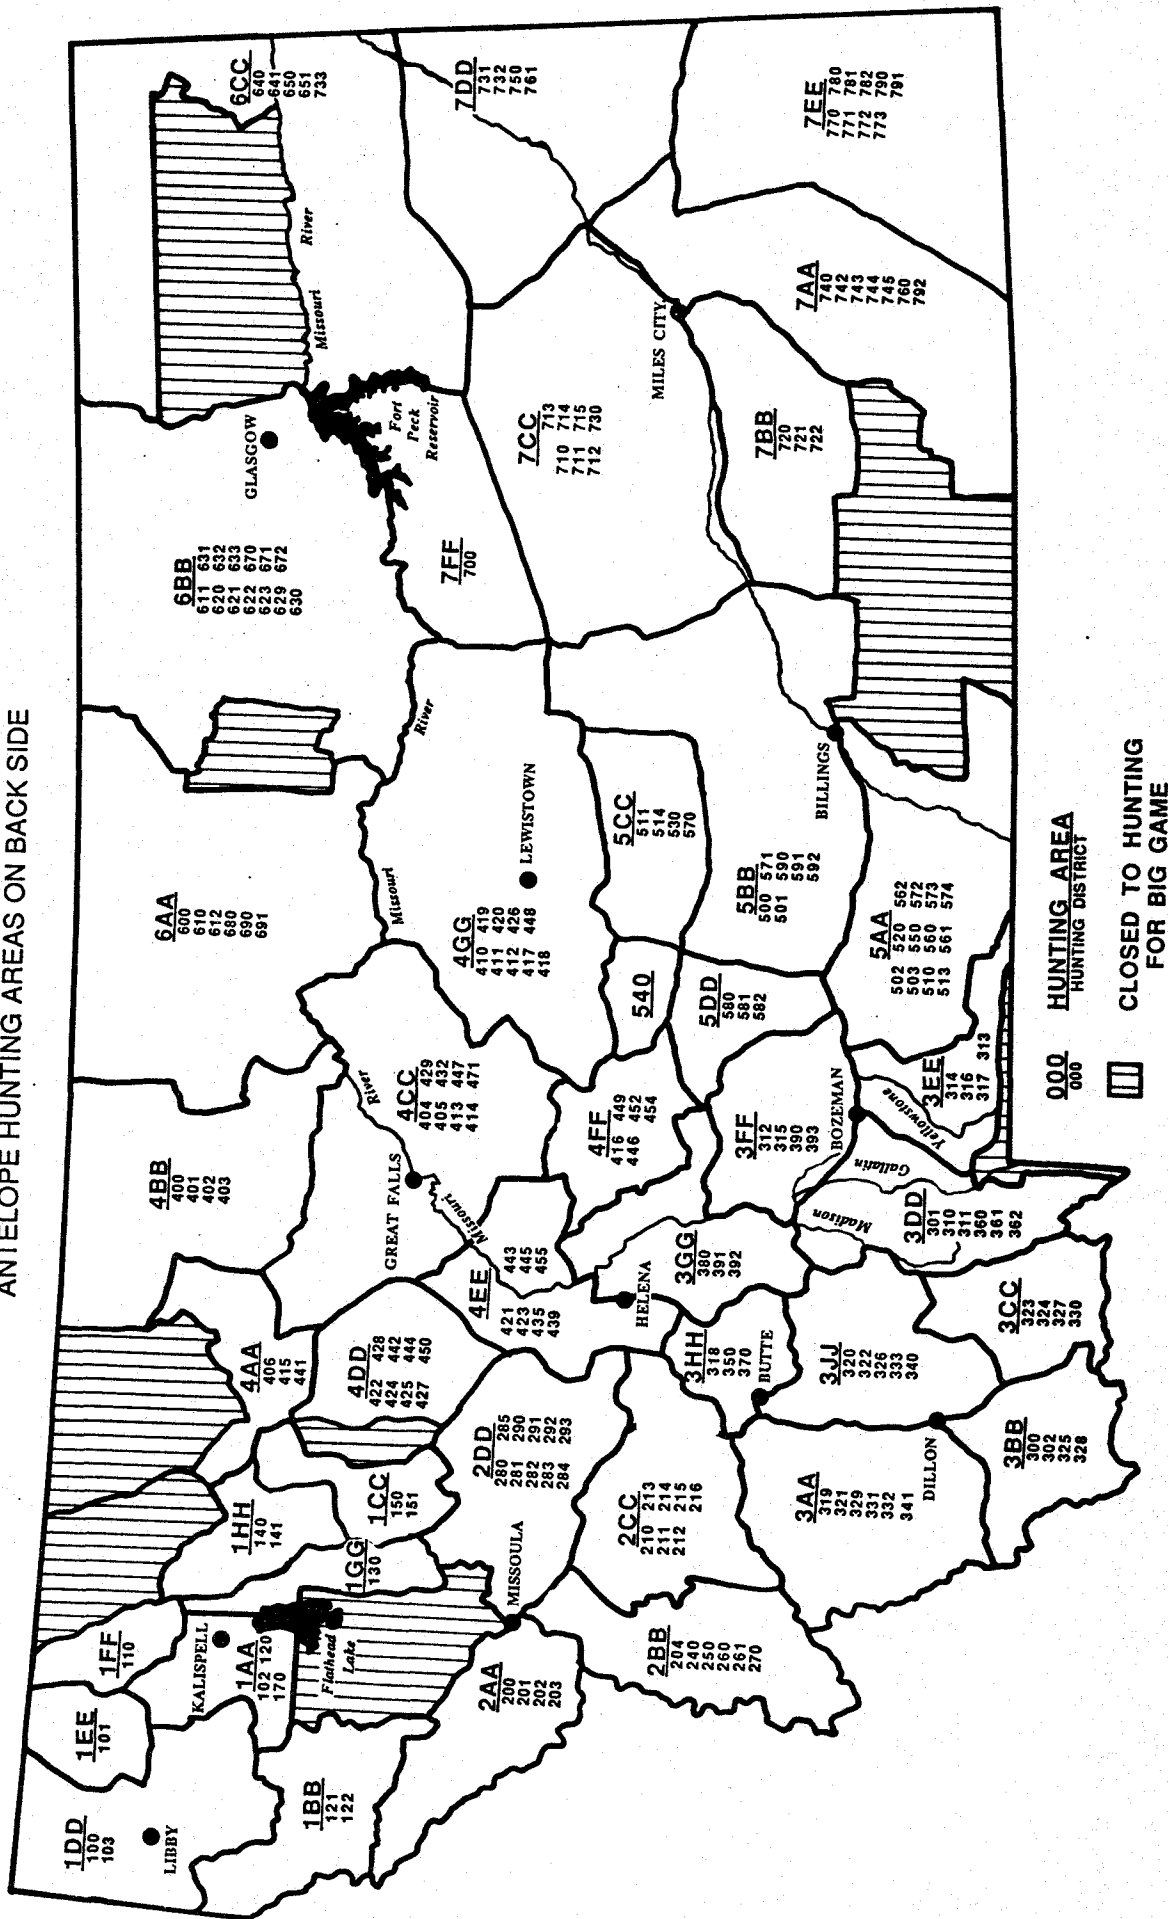 ANTELOPE HUNTING AREAS ON BACK SIDE
1DD
100
103
LIBBY
1EE
101
1FF
110
KALISPELL
1AA
102 120
170
Flathead
Lake
1BB
121
122
1HH
140
141
1GG
130
1CC
150
151
2AA
200
201
202
203
MISSOULA
2BB
204
240
250
260
261
270
2CC
210 213
211 214
212 215
216
2DD
280 285
281 290
282 291
283 292
284 293
4AA
406
415
441
4DD
422 428
424 442
425 444
427 450
4BB
400
401
402
403
GREAT FALLS
Missouri
River
4EE
421 443
423 445
435 455
439
HELENA
4CC
404 429
405 432
413 447
414 471
4FF
416 449
446 452
454
4GG
410 419
411 420
412 426
417 448
418
LEWISTOWN
Missouri
River
3GG
380
391
392
3HH
318
350
370
BUTTE
3JJ
320
322
326
333
340
3AA
319
321
329
331
332
341
DILLON
3BB
300
302
325
328
3CC
323
324
327
330
3DD
301
310
311
360
361
362
Madison
Gallatin
Yellowstone
3EE
314
316
317 313
3FF
312
315
390
393
BOZEMAN
540
5DD
580
581
582
5CC
511
514
530
570
5BB
500 571
501 590
591
592
5AA
502 520 562
503 550 572
510 560 573
513 561 574
BILLINGS
6AA
600
610
612
680
690
691
6BB
611 631
620 632
621 633
622 670
623 671
629 672
630
GLASGOW
Fort
Peck
Reservoir
Missouri
River
6CC
640
641
650
651
733
7FF
700
7CC
710 713
711 714
712 715
730
7DD
731
732
750
761
MILES CITY
7BB
720
721
722
7AA
740
742
743
744
745
760
792
7EE
770 780
771 781
772 782
773 790
791
000 HUNTING AREA
000 HUNTING DISTRICT
CLOSED TO HUNTING
FOR BIG GAME